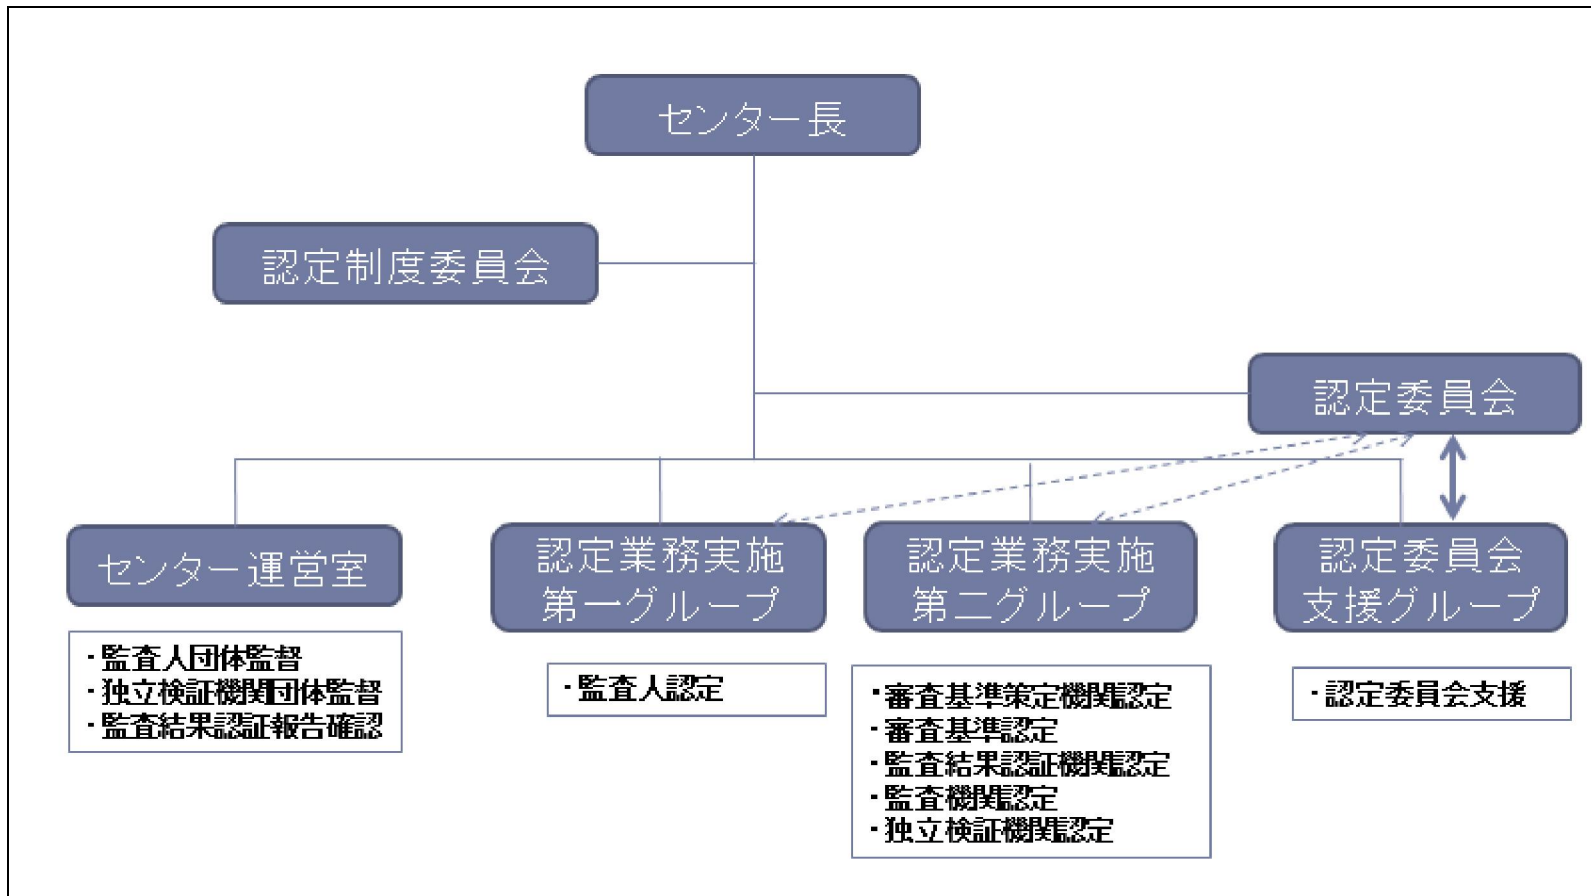 センター長
認定制度委員会
認定委員会
センター運営室
・監査人団体監督
・独立検証機関団体監督
・監査結果認証報告確認
認定業務実施
第一グループ
・監査人認定
認定業務実施
第二グループ
・審査基準策定機関認定
・審査基準認定
・監査結果認証機関認定
・監査機関認定
・独立検証機関認定
認定委員会
支援グループ
・認定委員会支援